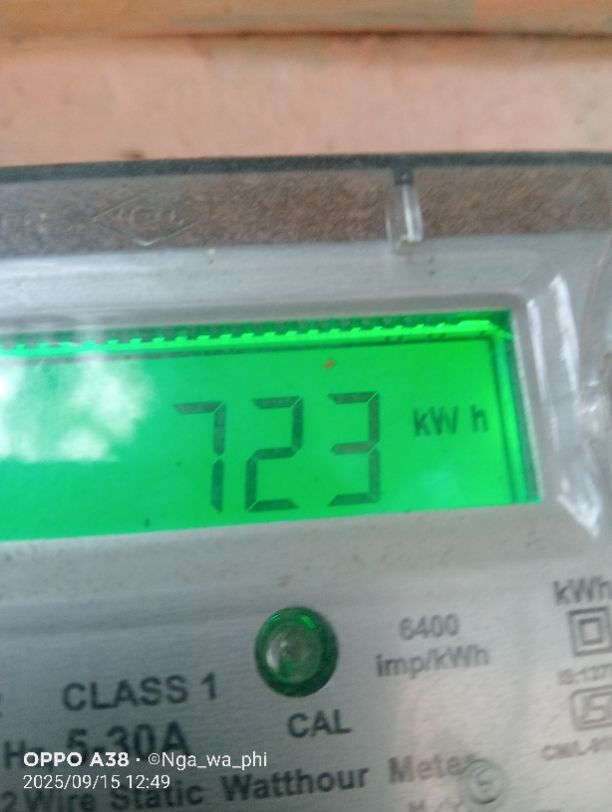 723 kW h
kWh
6400
imp/kWh
CLASS 1
CAL
5-30A
2 Wire Static Watthour Meter
OPPO A38 · ©Nga_wa_phi
2025/09/15 12:49